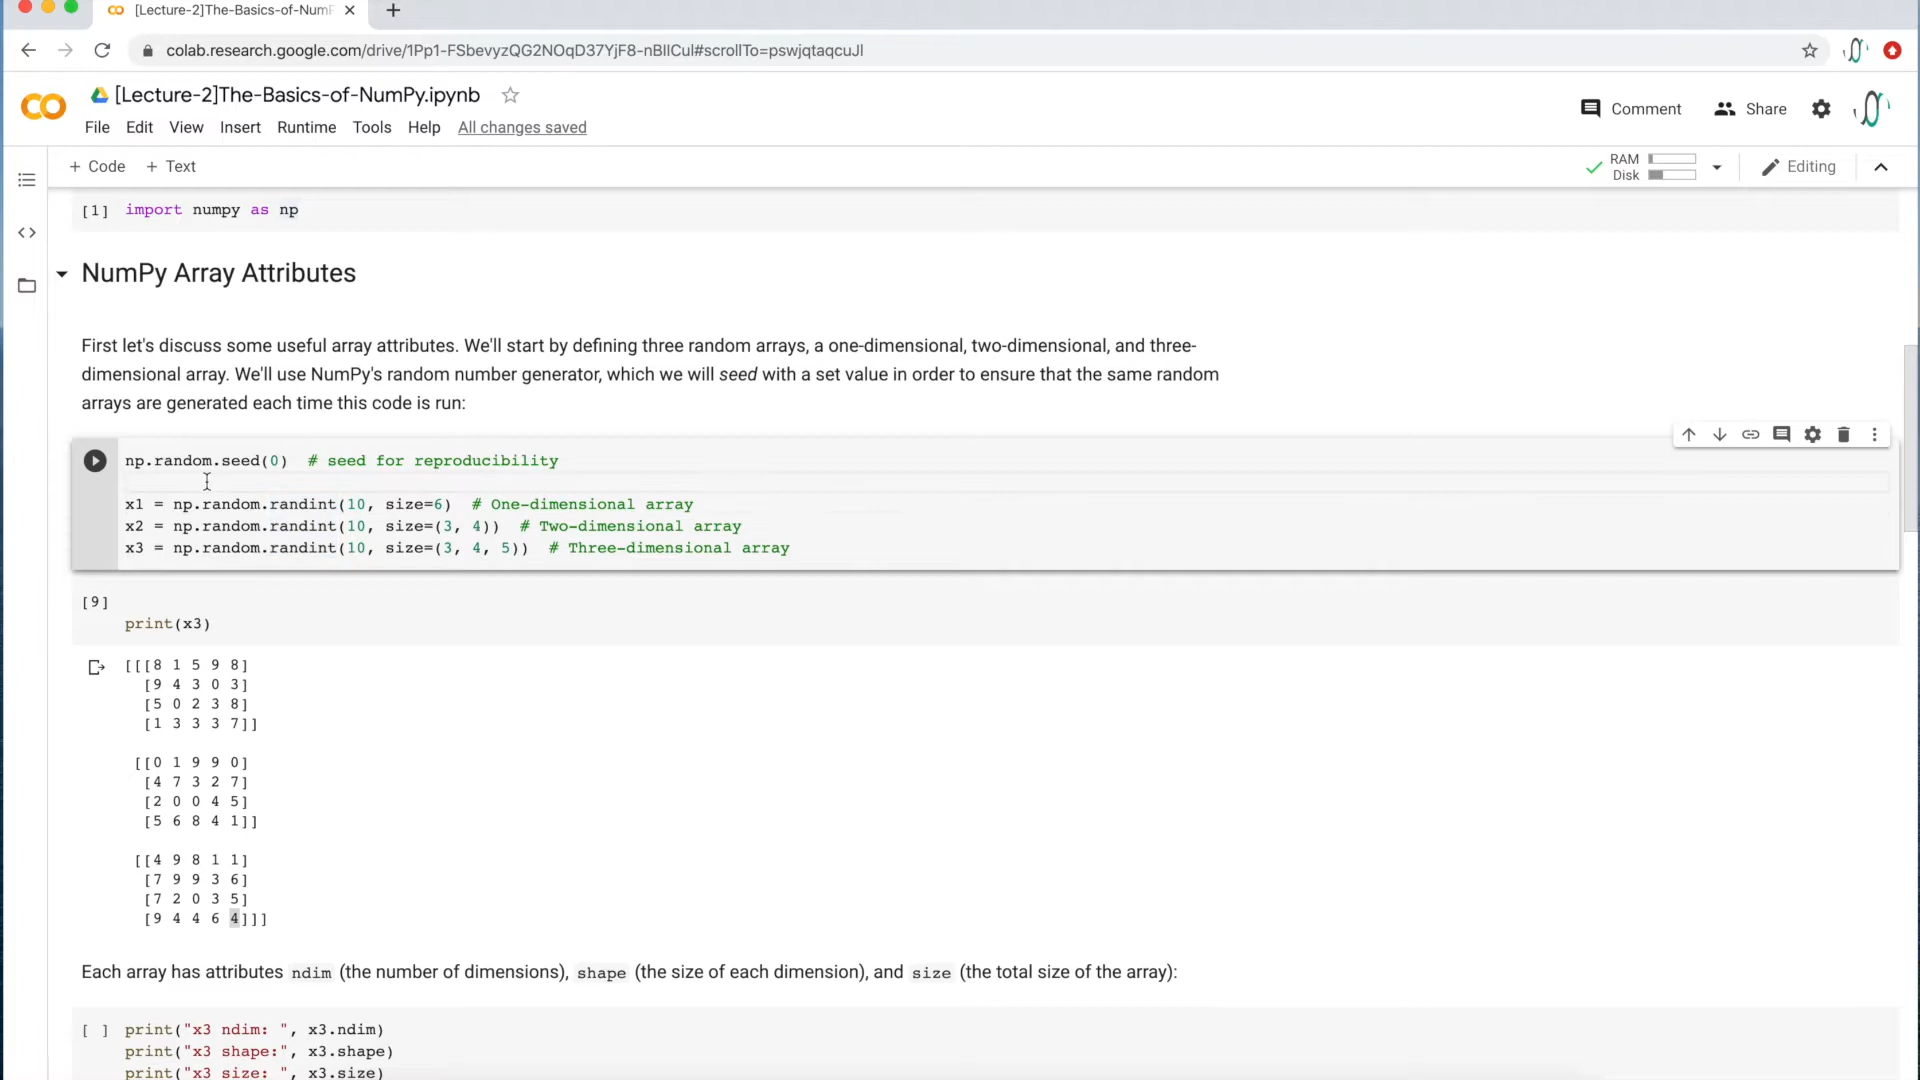 [Lecture-2]The-Basics-of-Num
colab.research.google.com/drive/1Pp1-FSbevyzQG2NOqD37YjF8-nBIlCul#scrollTo=pswjqtaqcuJl
[Lecture-2]The-Basics-of-NumPy.ipynb
Comment Share
File Edit View Insert Runtime Tools Help All changes saved
+ Code + Text RAM Disk Editing
[1] import numpy as np
NumPy Array Attributes
First let's discuss some useful array attributes. We'll start by defining three random arrays, a one-dimensional, two-dimensional, and three-
dimensional array. We'll use NumPy's random number generator, which we will seed with a set value in order to ensure that the same random
arrays are generated each time this code is run:
np.random.seed(0)  # seed for reproducibility
x1 = np.random.randint(10, size=6)  # One-dimensional array
x2 = np.random.randint(10, size=(3, 4))  # Two-dimensional array
x3 = np.random.randint(10, size=(3, 4, 5))  # Three-dimensional array
[9]
print(x3)
[[[8 1 5 9 8]
[9 4 3 0 3]
[5 0 2 3 8]
[1 3 3 3 7]]
[[0 1 9 9 0]
[4 7 3 2 7]
[2 0 0 4 5]
[5 6 8 4 1]]
[[4 9 8 1 1]
[7 9 9 3 6]
[7 2 0 3 5]
[9 4 4 6 4]]]
Each array has attributes ndim (the number of dimensions), shape (the size of each dimension), and size (the total size of the array):
[ ] print("x3 ndim: ", x3.ndim)
print("x3 shape:", x3.shape)
print("x3 size: ", x3.size)